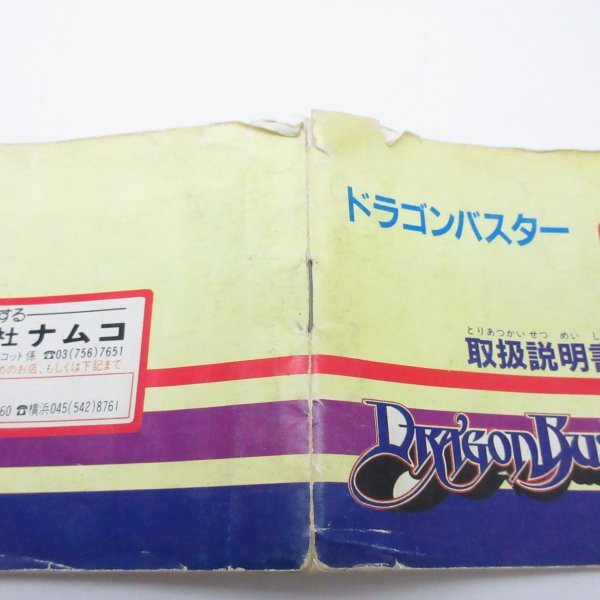 ドラゴンバスター
とりあつかいせつ めい し
取扱説明書
DRAGON BU
する
社 ナムコ
コット係 ☎03(756)7651
めのお店、もしくは下記まで
60 ☎横浜045(542)8761